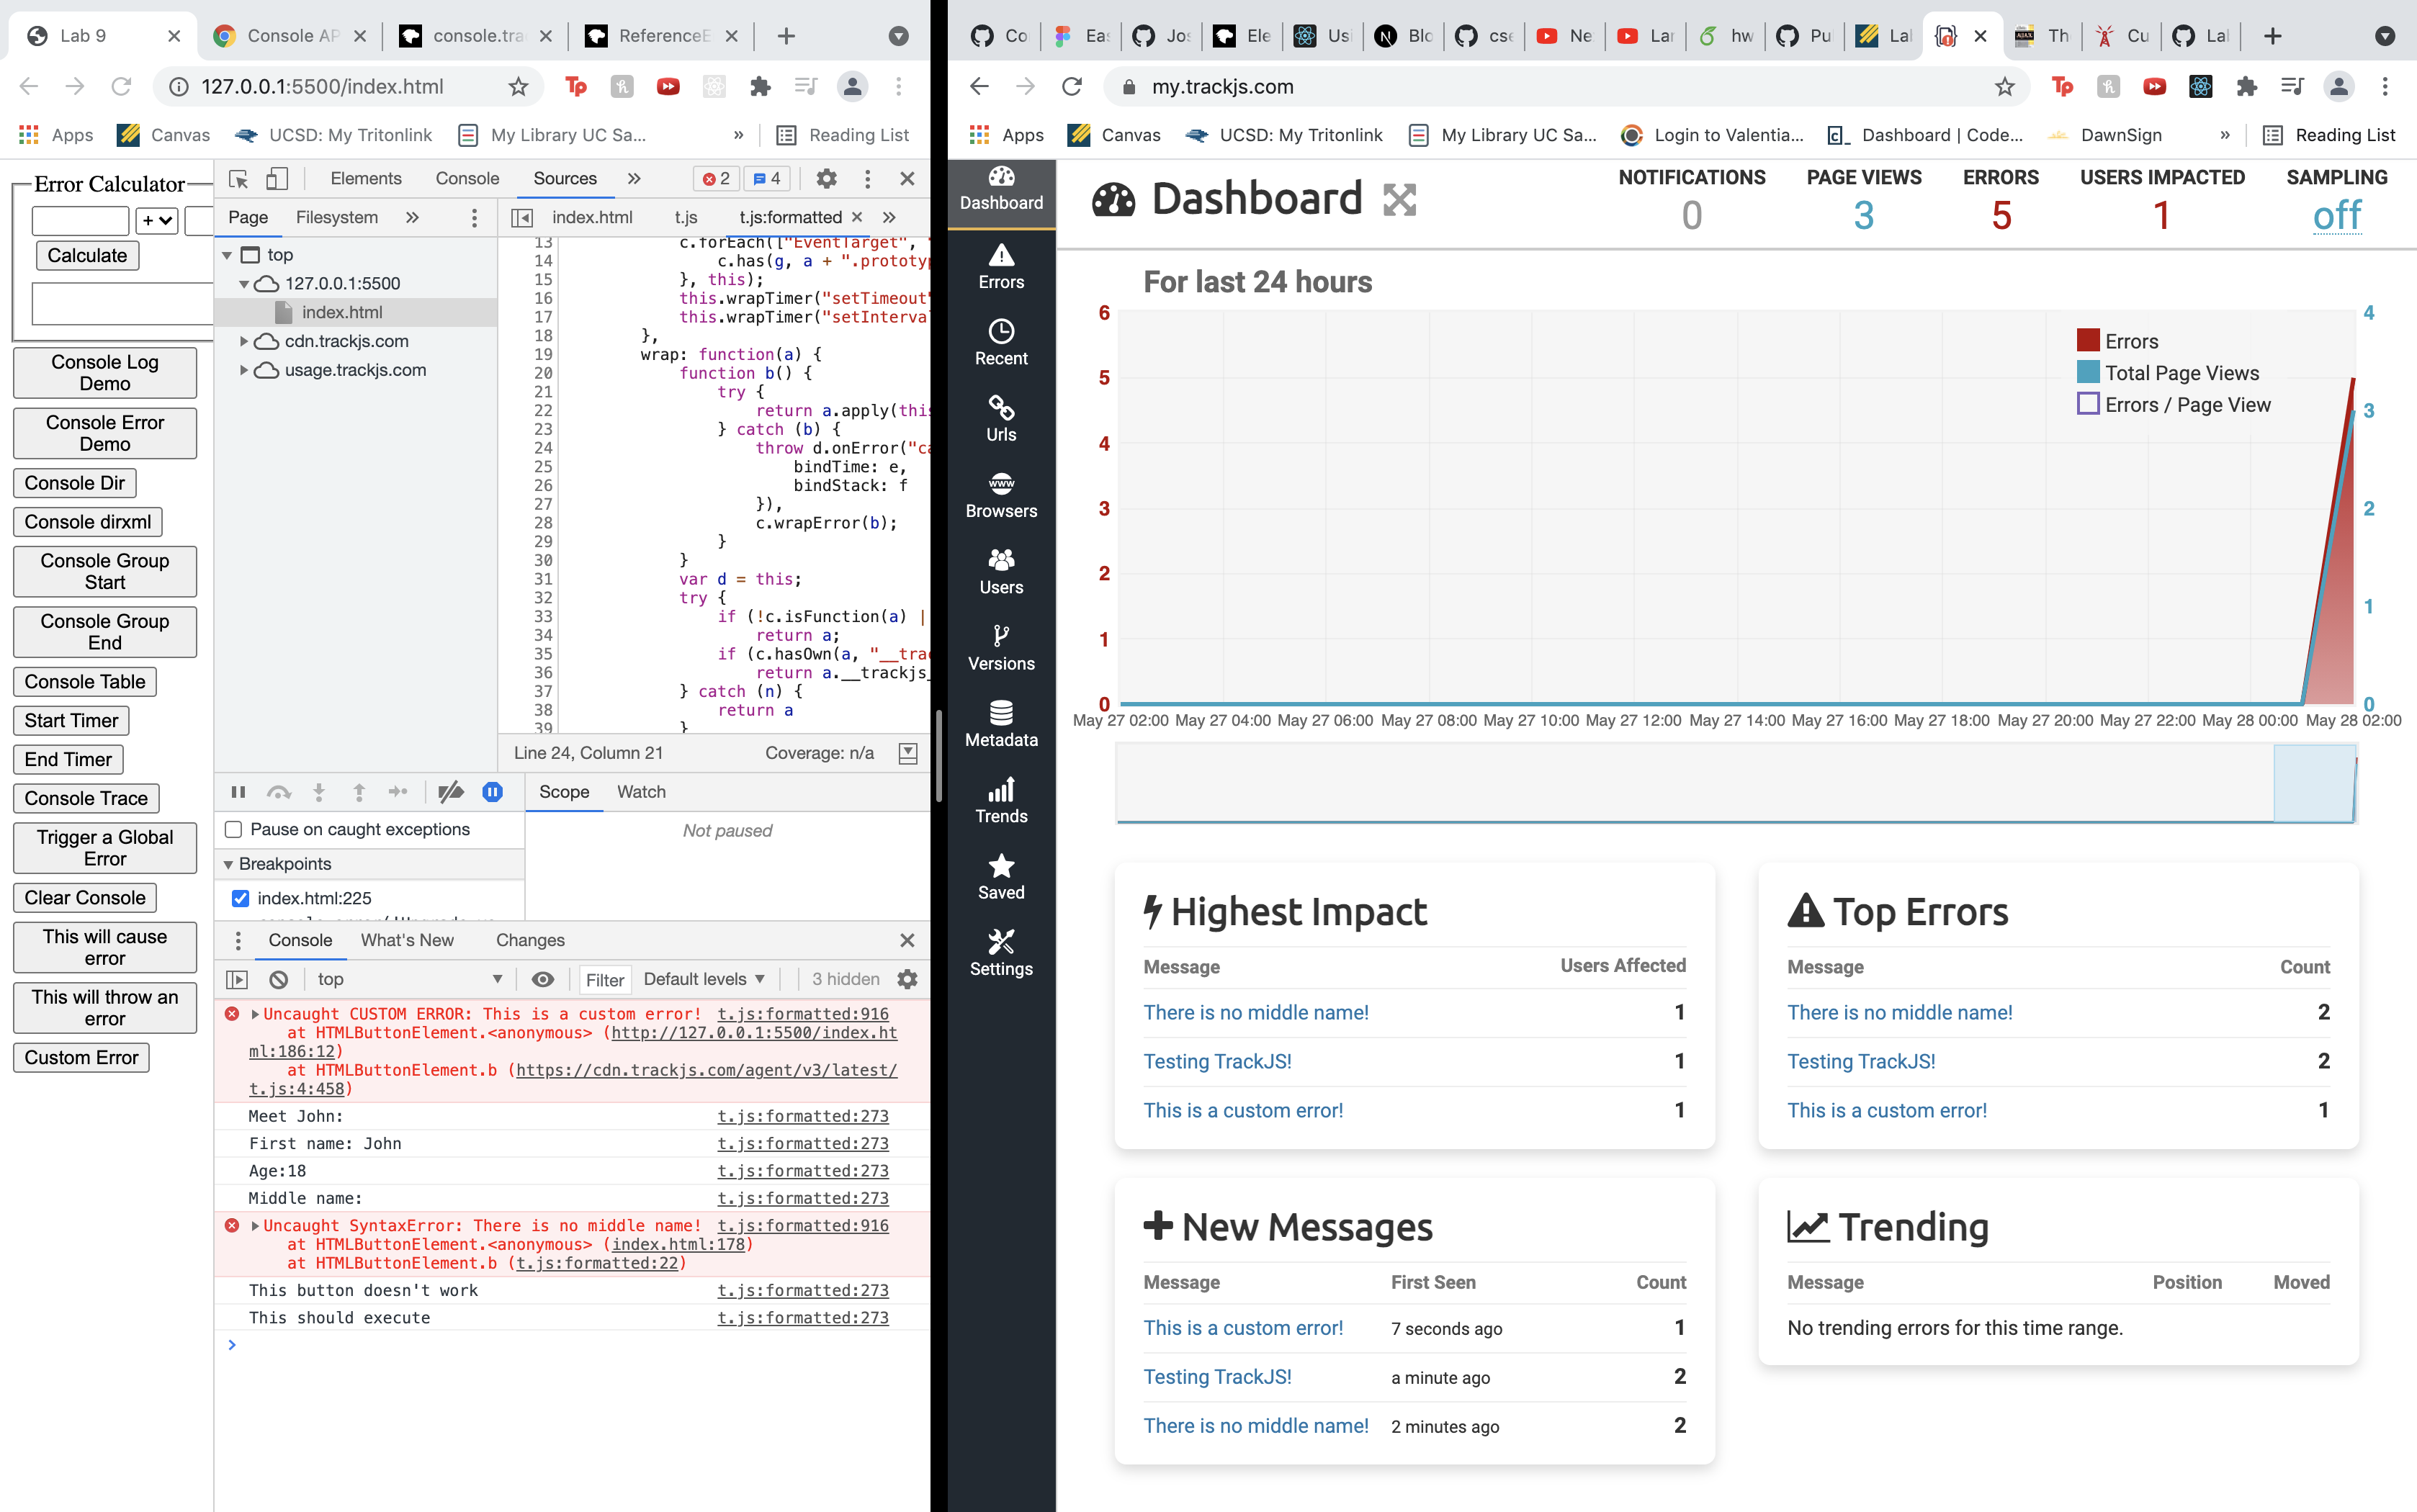 Lab 9
Console AP
console.tra
ReferenceE
127.0.0.1:5500/index.html
Apps
Canvas
UCSD: My Tritonlink
My Library UC Sa...
»
Reading List
Error Calculator
+
Calculate
Console Log Demo
Console Error Demo
Console Dir
Console dirxml
Console Group Start
Console Group End
Console Table
Start Timer
End Timer
Console Trace
Trigger a Global Error
Clear Console
This will cause error
This will throw an error
Custom Error
Elements
Console
Sources
»
2
4
Page
Filesystem
»
index.html
t.js
t.js:formatted
»
top
127.0.0.1:5500
index.html
cdn.trackjs.com
usage.trackjs.com
13 c.forEach(["EventTarget",
14 c.has(g, a + ".prototyp
15 }, this);
16 this.wrapTimer("setTimeout"
17 this.wrapTimer("setInterva
18 },
19 wrap: function(a) {
20 function b() {
21 try {
22 return a.apply(this
23 } catch (b) {
24 throw d.onError("ca
25 bindTime: e,
26 bindStack: f
27 }),
28 c.wrapError(b);
29 }
30 }
31 var d = this;
32 try {
33 if (!c.isFunction(a) |
34 return a;
35 if (c.hasOwn(a, "__trac
36 return a.__trackjs_
37 } catch (n) {
38 return a
39 }
Line 24, Column 21
Coverage: n/a
Scope
Watch
Pause on caught exceptions
Not paused
Breakpoints
index.html:225
Console
What's New
Changes
top
Filter
Default levels
3 hidden
Uncaught CUSTOM ERROR: This is a custom error! t.js:formatted:916
at HTMLButtonElement.<anonymous> (http://127.0.0.1:5500/index.ht
ml:186:12)
at HTMLButtonElement.b (https://cdn.trackjs.com/agent/v3/latest/
t.js:4:458)
Meet John: t.js:formatted:273
First name: John t.js:formatted:273
Age:18 t.js:formatted:273
Middle name: t.js:formatted:273
Uncaught SyntaxError: There is no middle name! t.js:formatted:916
at HTMLButtonElement.<anonymous> (index.html:178)
at HTMLButtonElement.b (t.js:formatted:22)
This button doesn't work t.js:formatted:273
This should execute t.js:formatted:273
>
Co
Eas
Jos
Ele
Usi
Blo
cse
Ne
Lar
hw
Pu
Lal
Th
Cu
Lal
my.trackjs.com
Apps
Canvas
UCSD: My Tritonlink
My Library UC Sa...
Login to Valentia...
Dashboard | Code...
DawnSign
»
Reading List
Dashboard
Errors
Recent
Urls
Browsers
Users
Versions
Metadata
Trends
Saved
Settings
Dashboard
NOTIFICATIONS
0
PAGE VIEWS
3
ERRORS
5
USERS IMPACTED
1
SAMPLING
off
For last 24 hours
6
5
4
3
2
1
0
4
3
2
1
0
Errors
Total Page Views
Errors / Page View
May 27 02:00 May 27 04:00 May 27 06:00 May 27 08:00 May 27 10:00 May 27 12:00 May 27 14:00 May 27 16:00 May 27 18:00 May 27 20:00 May 27 22:00 May 28 00:00 May 28 02:00
Highest Impact
Message Users Affected
There is no middle name! 1
Testing TrackJS! 1
This is a custom error! 1
Top Errors
Message Count
There is no middle name! 2
Testing TrackJS! 2
This is a custom error! 1
New Messages
Message First Seen Count
This is a custom error! 7 seconds ago 1
Testing TrackJS! a minute ago 2
There is no middle name! 2 minutes ago 2
Trending
Message Position Moved
No trending errors for this time range.